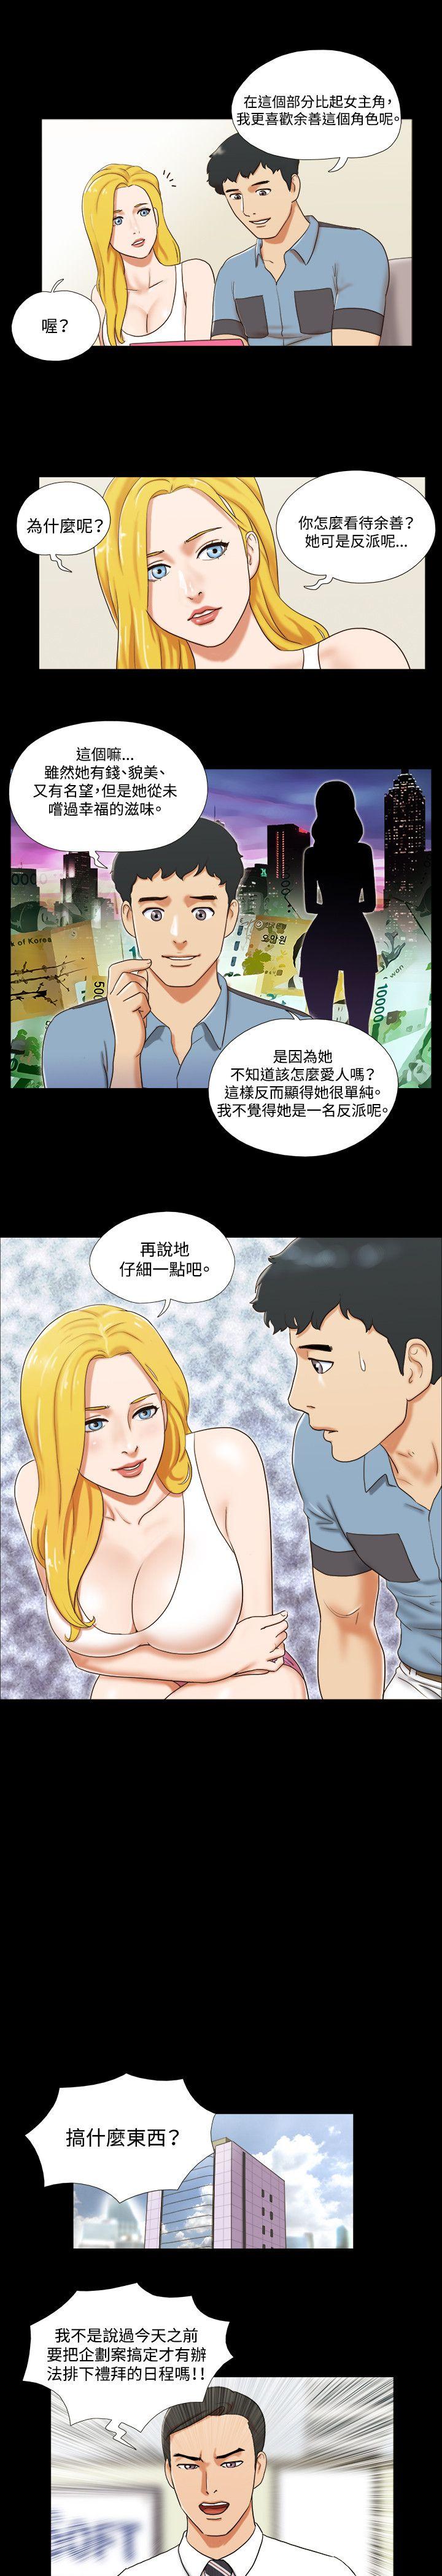 在這個部分比起女主角，
我更喜歡余善這個角色呢。
喔？
為什麼呢？
你怎麼看待余善？
她可是反派呢...
這個嘛...
雖然她有錢、貌美、
又有名望，但是她從未
嚐過幸福的滋味。
是因為她
不知道該怎麼愛人嗎？
這樣反而顯得她很單純。
我不覺得她是一名反派呢。
再說地
仔細一點吧。
搞什麼東西？
我不是說過今天之前
要把企劃案搞定才有辦
法排下禮拜的日程嗎！！